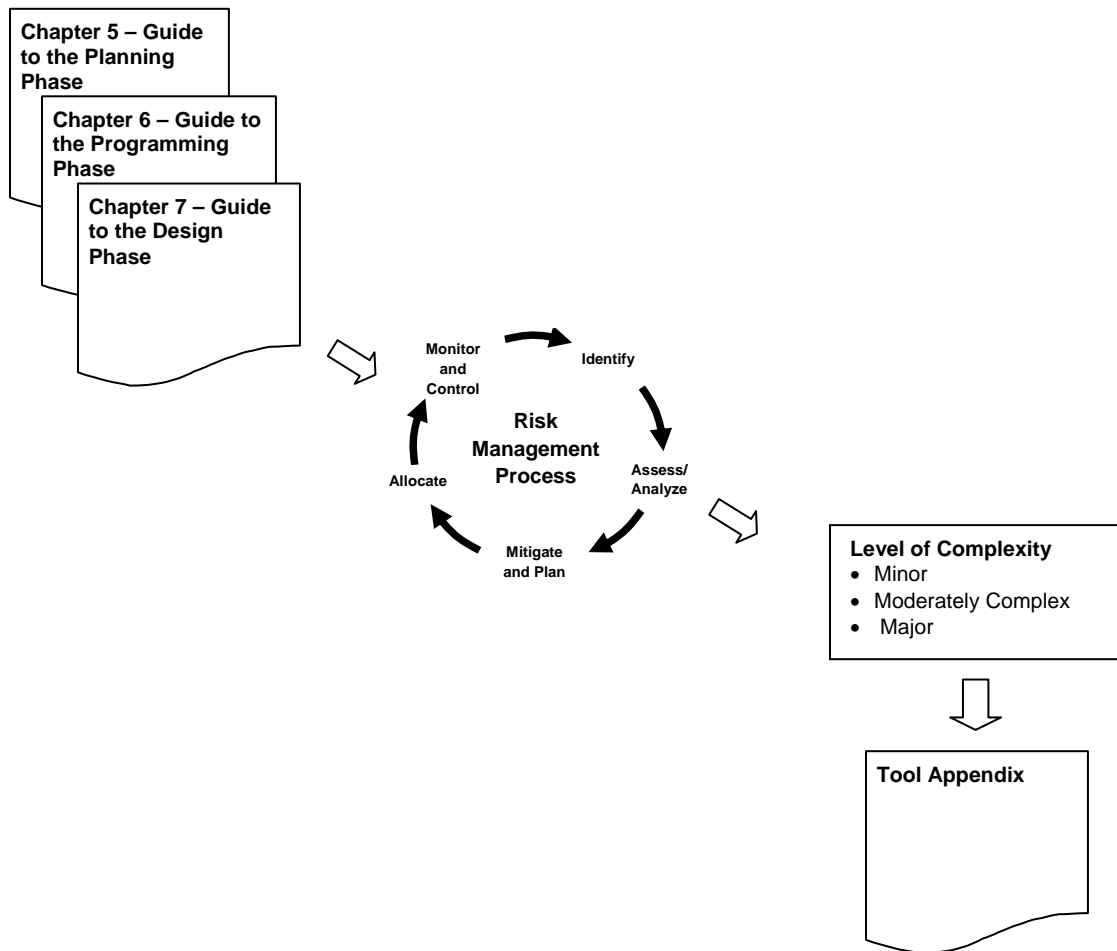 Chapter 5 – Guide
to the Planning
Phase
Chapter 6 – Guide to
the Programming
Phase
Chapter 7 – Guide
to the Design
Phase
Monitor
and
Control
Identify
Risk
Management
Process
Allocate
Assess/
Analyze
Mitigate
and Plan
Level of Complexity
• Minor
• Moderately Complex
• Major
Tool Appendix